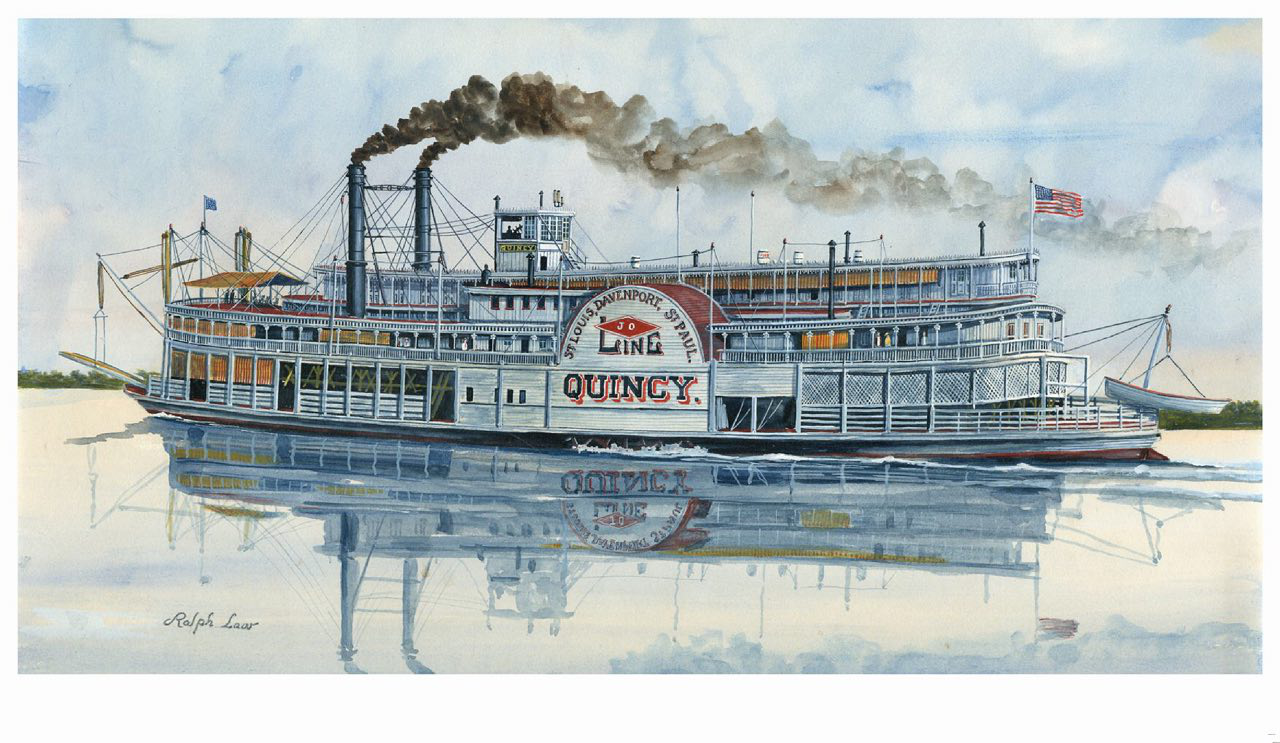 QUINCY
ST. LOUIS, DAVENPORT, ST. PAUL.
JO
LINE
QUINCY.
Ralph Law